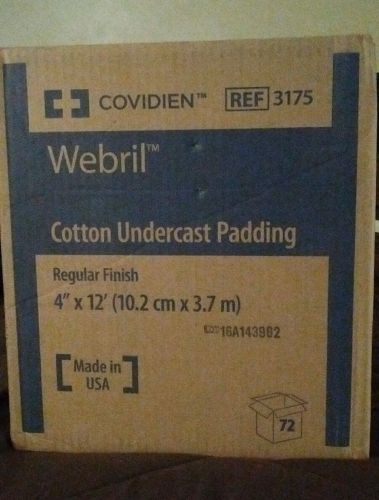 COVIDIEN™ REF 3175
Webril™
Cotton Undercast Padding
Regular Finish
4" x 12' (10.2 cm x 3.7 m)
16A143982
Made in
USA
72